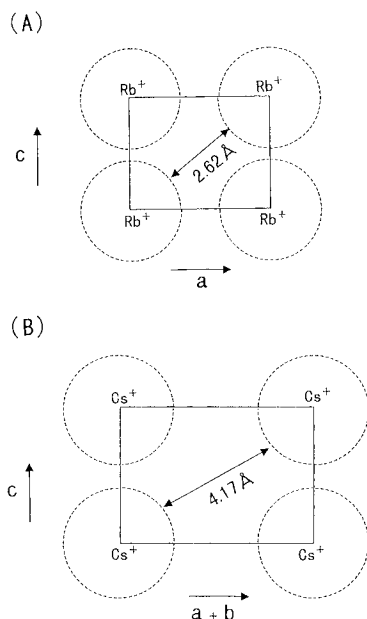 (A)
Rb+ Rb+
c
2.62Å
Rb+ Rb+
a
(B)
Cs+ Cs+
c
4.17Å
Cs+ Cs+
a + b